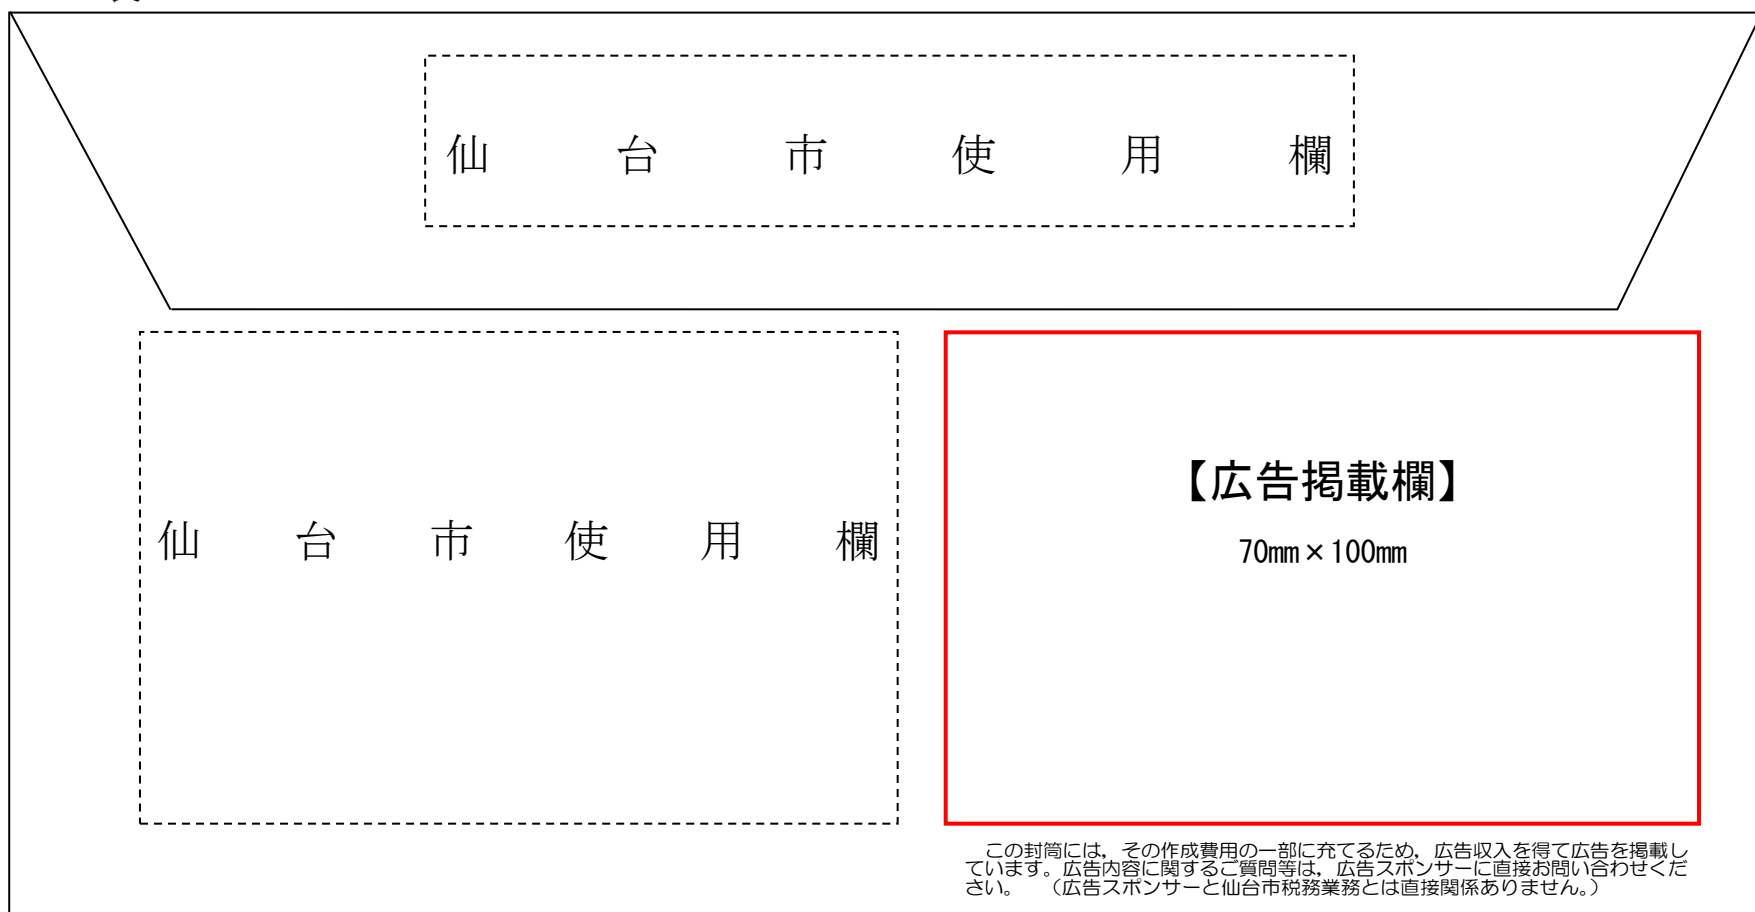 仙台市使用欄
仙台市使用欄
【広告掲載欄】
70mm×100mm
この封筒には，その作成費用の一部に充てるため，広告収入を得て広告を掲載し
ています。広告内容に関するご質問等は，広告スポンサーに直接お問い合わせくだ
さい。　（広告スポンサーと仙台市税務業務とは直接関係ありません。）